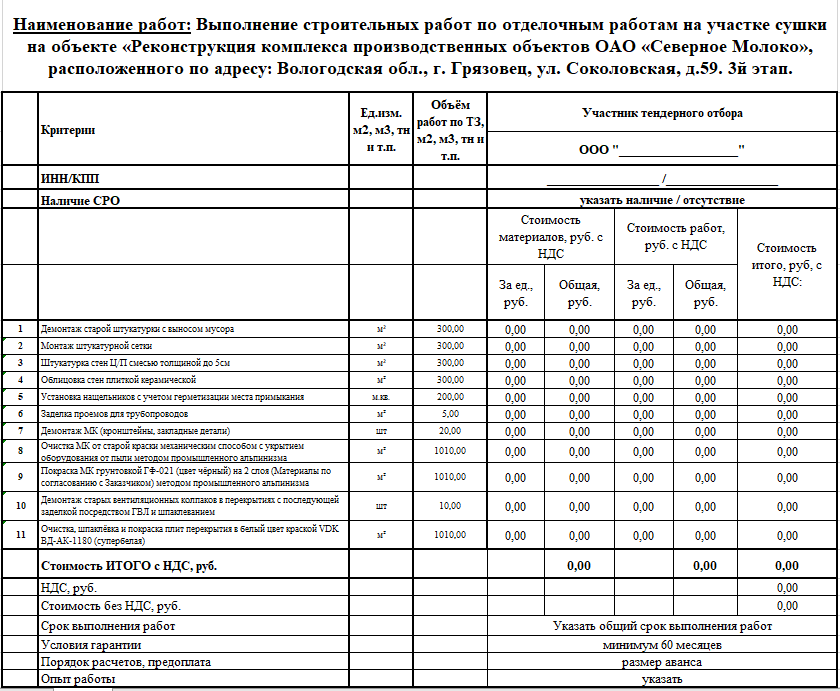 Наименование работ: Выполнение строительных работ по отделочным работам на участке сушки
на объекте «Реконструкция комплекса производственных объектов ОАО «Северное Молоко»,
расположенного по адресу: Вологодская обл., г. Грязовец, ул. Соколовская, д.59. 3й этап.
Критерии
Ед.изм.
м2, м3, тн
и т.п.
Объём
работ по ТЗ,
м2, м3, тн и
т.п.
Участник тендерного отбора
ООО "___________________"
ИНН/КПП
__________________ /__________________
Наличие СРО
указать наличие / отсутствие
Стоимость
материалов, руб. с
НДС
Стоимость работ,
руб. с НДС
Стоимость
итого, руб, с
НДС:
За ед.,
руб.
Общая,
руб.
За ед.,
руб.
Общая,
руб.
1 Демонтаж старой штукатурки с выносом мусора м² 300,00 0,00 0,00 0,00 0,00 0,00
2 Монтаж штукатурной сетки м² 300,00 0,00 0,00 0,00 0,00 0,00
3 Штукатурка стен Ц/П смесью толщиной до 5см м² 300,00 0,00 0,00 0,00 0,00 0,00
4 Облицовка стен плиткой керамической м² 300,00 0,00 0,00 0,00 0,00 0,00
5 Установка нащельников с учетом герметизации места примыкания м.кв. 200,00 0,00 0,00 0,00 0,00 0,00
6 Заделка проемов для трубопроводов м² 5,00 0,00 0,00 0,00 0,00 0,00
7 Демонтаж МК (кронштейны, закладные детали) шт 20,00 0,00 0,00 0,00 0,00 0,00
8 Очистка МК от старой краски механическим способом с укрытием
оборудования от пыли методом промышленного альпинизма м² 1010,00 0,00 0,00 0,00 0,00 0,00
9 Покраска МК грунтовкой ГФ-021 (цвет чёрный) на 2 слоя (Материалы по
согласованию с Заказчиком) методом промышленного альпинизма м² 1010,00 0,00 0,00 0,00 0,00 0,00
10 Демонтаж старых вентиляционных колпаков в перекрытиях с последующей
заделкой посредством ГВЛ и шпаклеванием шт 10,00 0,00 0,00 0,00 0,00 0,00
11 Очистка, шпаклёвка и покраска плит перекрытия в белый цвет краской VDK
ВД-АК-1180 (супербелая) м² 1010,00 0,00 0,00 0,00 0,00 0,00
Стоимость ИТОГО с НДС, руб. 0,00 0,00 0,00
НДС, руб. 0,00
Стоимость без НДС, руб. 0,00
Срок выполнения работ Указать общий срок выполнения работ
Условия гарантии минимум 60 месяцев
Порядок расчетов, предоплата размер аванса
Опыт работы указать